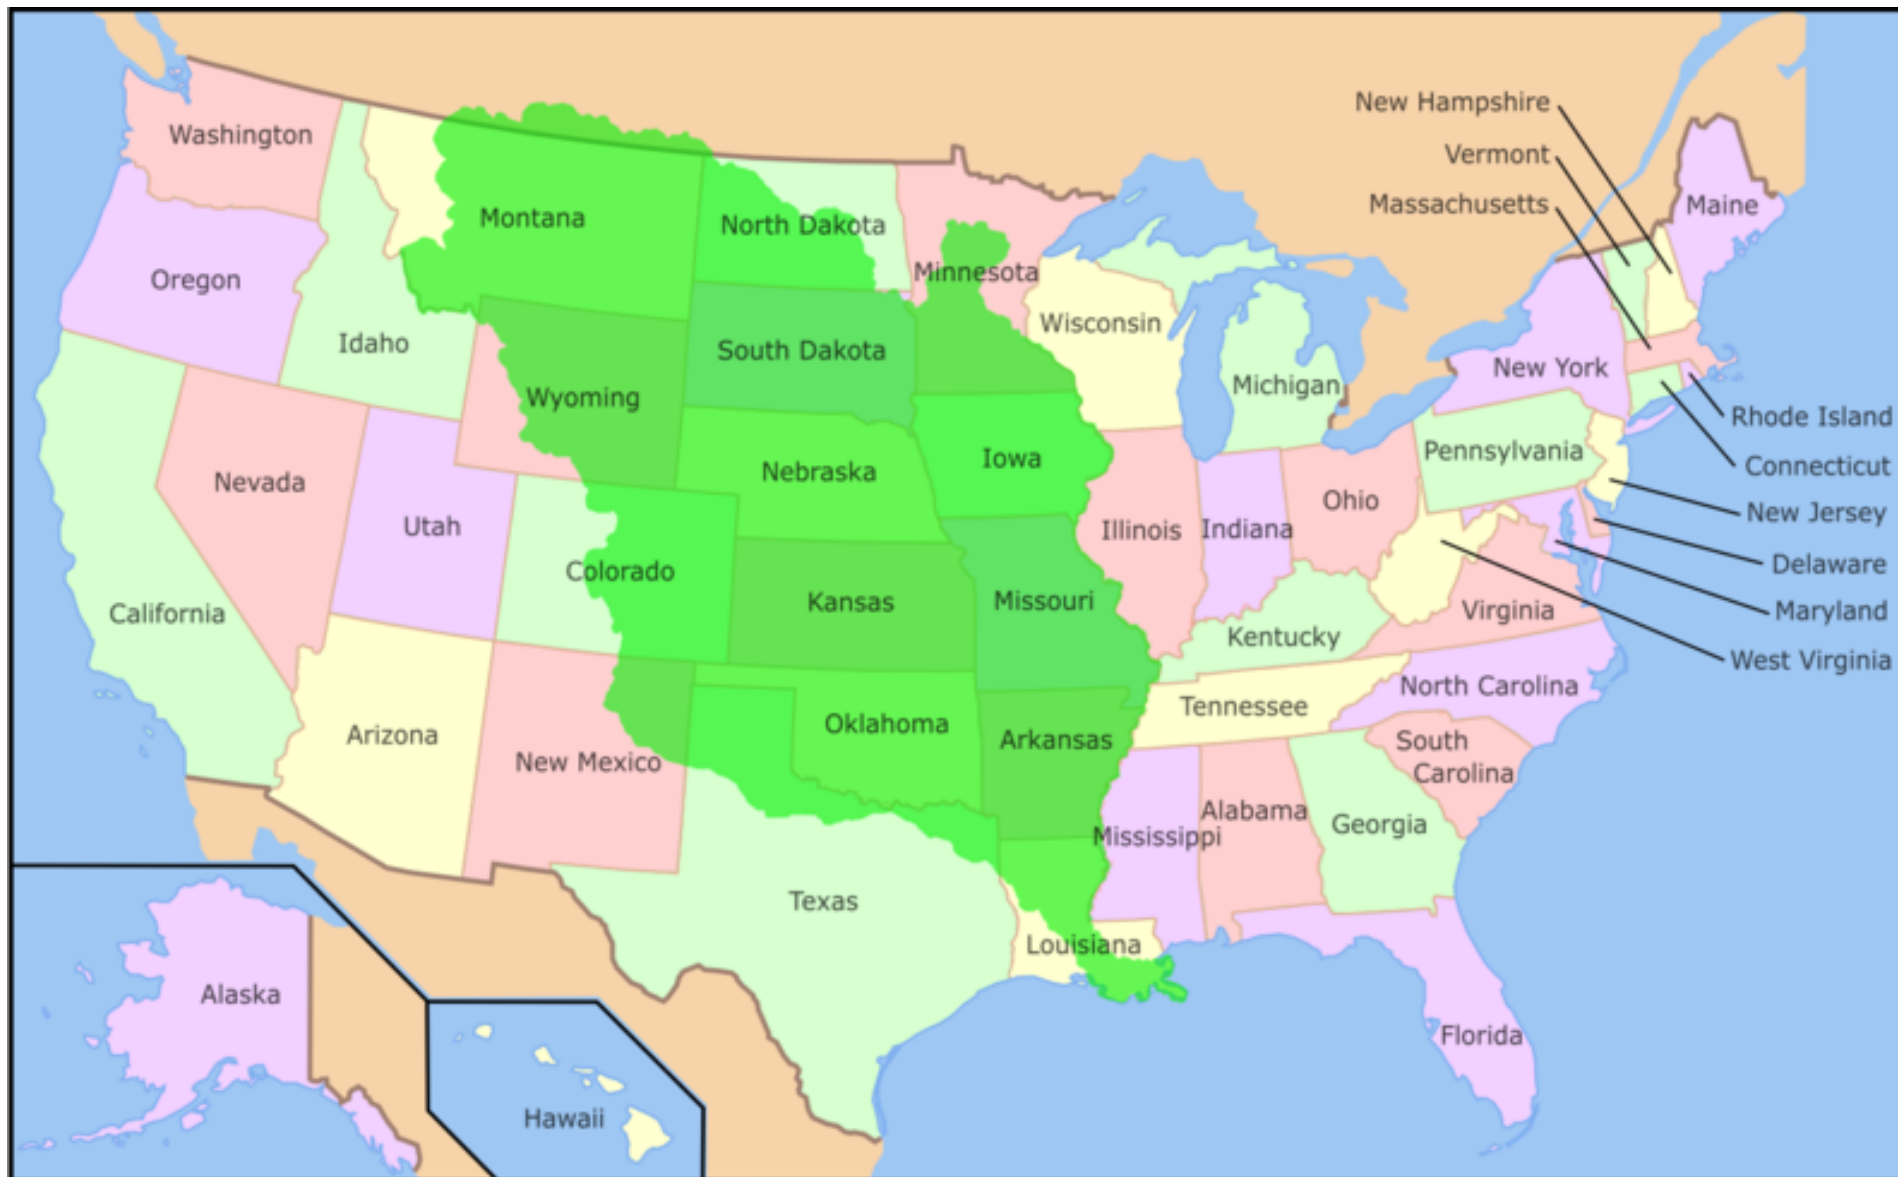 New Hampshire
Washington
Vermont
Massachusetts
Maine
Montana
North Dakota
Minnesota
Oregon
Wisconsin
Idaho
South Dakota
New York
Michigan
Wyoming
Rhode Island
Pennsylvania
Iowa
Connecticut
Nebraska
Nevada
Ohio
New Jersey
Utah
Illinois
Indiana
Delaware
Colorado
Kansas
Missouri
Virginia
Maryland
California
Kentucky
West Virginia
North Carolina
Tennessee
Oklahoma
Arizona
Arkansas
South
Carolina
New Mexico
Alabama
Georgia
Mississippi
Texas
Louisiana
Alaska
Florida
Hawaii